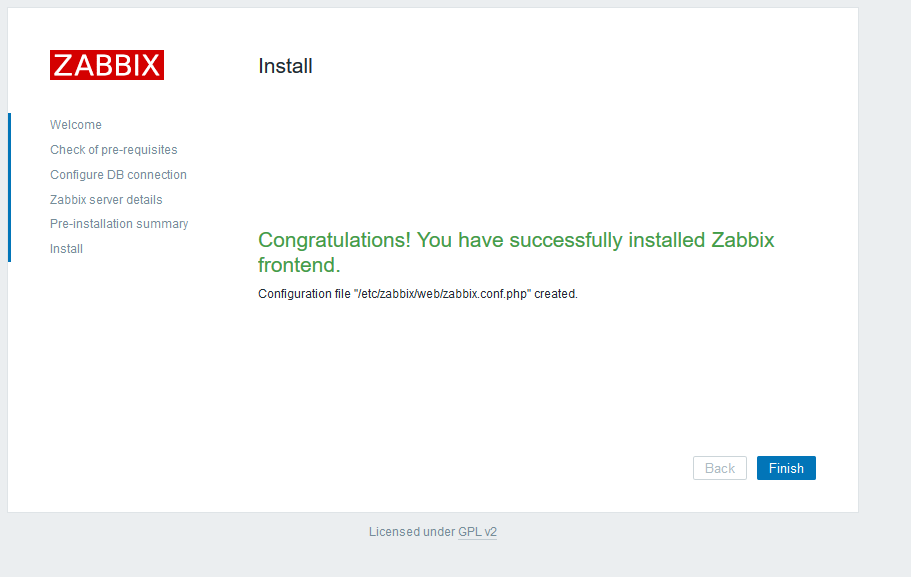 ZABBIX
Install
Welcome
Check of pre-requisites
Configure DB connection
Zabbix server details
Pre-installation summary
Install
Congratulations! You have successfully installed Zabbix
frontend.
Configuration file "/etc/zabbix/web/zabbix.conf.php" created.
Back
Finish
Licensed under GPL v2